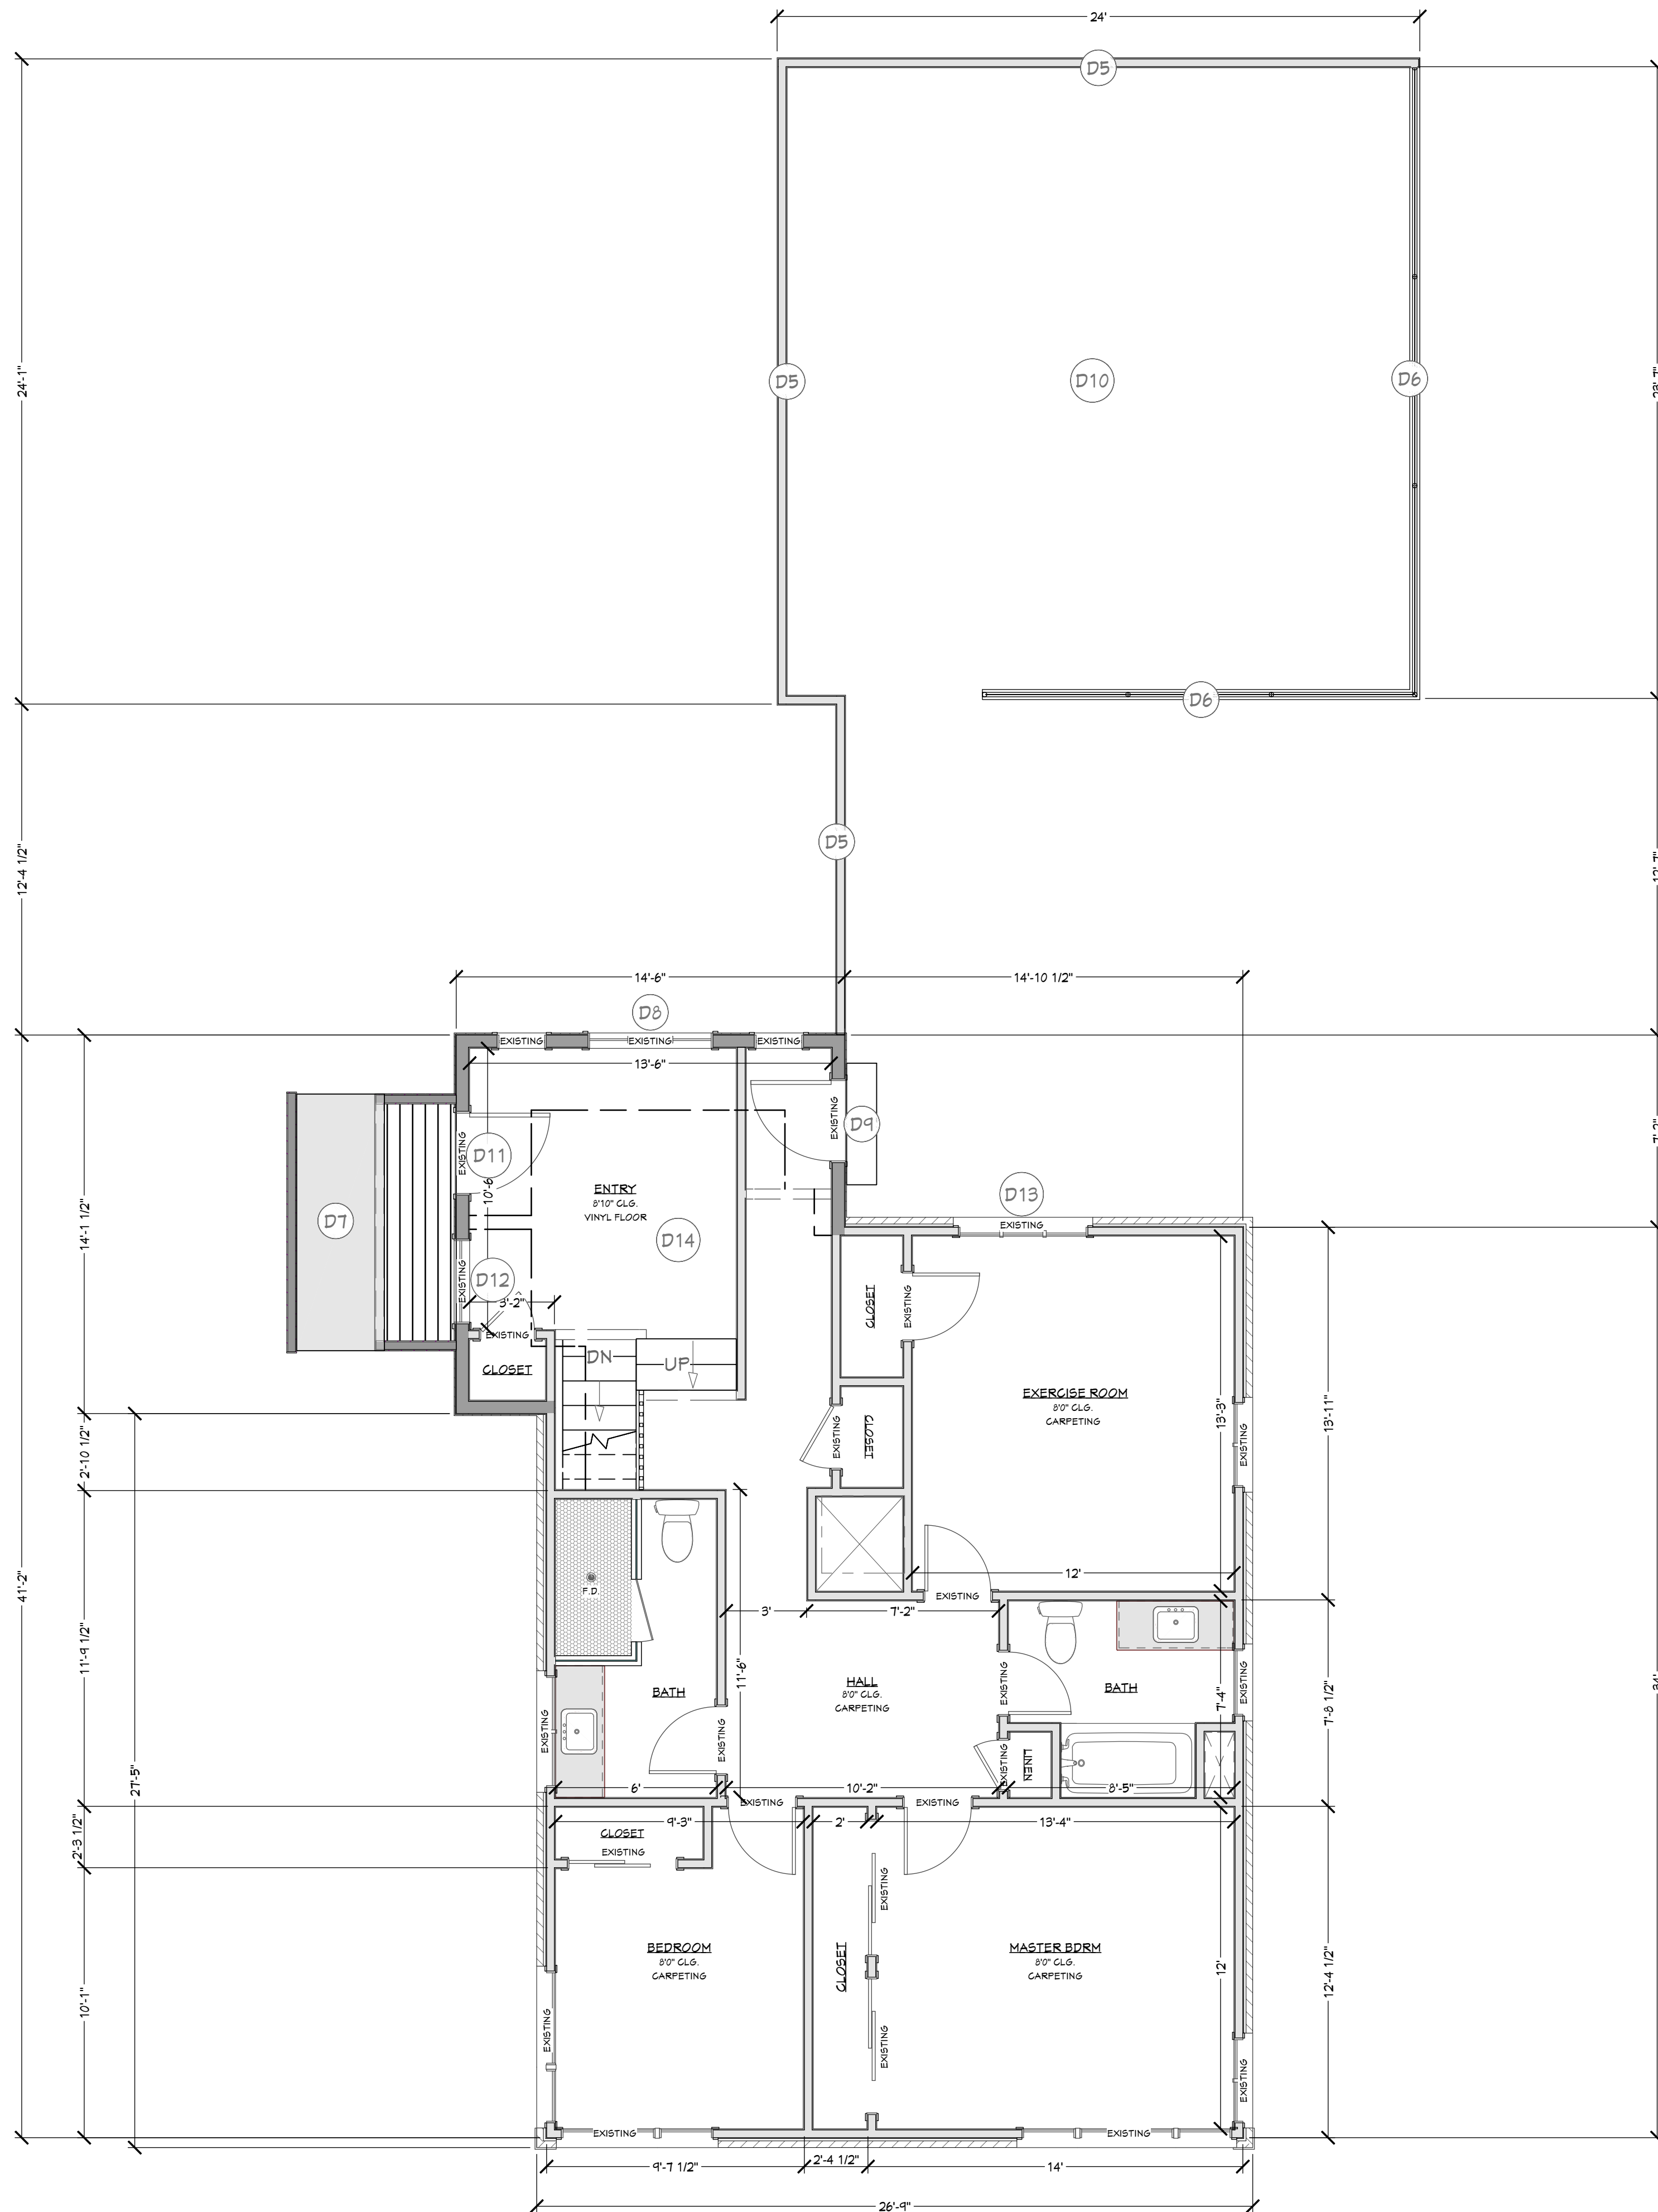 24'
D5
24'-1"
D5
D10
D6
D6
12'-4 1/2"
D5
14'-6"
14'-10 1/2"
D8
EXISTING
EXISTING
EXISTING
13'-6"
EXISTING
D9
EXISTING
D11
10'-6"
ENTRY
8'10" CLG.
VINYL FLOOR
D13
EXISTING
D7
14'-1 1/2"
D14
EXISTING
D12
3'-2"
EXISTING
CLOSET
EXISTING
CLOSET
DN
UP
EXERCISE ROOM
8'0" CLG.
CARPETING
13'-3"
13'-11"
EXISTING
CLOSET
EXISTING
2'-10 1/2"
41'-2"
F.D.
12'
EXISTING
3'
7'-2"
11'-9 1/2"
11'-6"
BATH
HALL
8'0" CLG.
CARPETING
EXISTING
BATH
7'-4"
EXISTING
7'-8 1/2"
34'
EXISTING
EXISTING
EXISTING
LINEN
27'-5"
6'
10'-2"
8'-5"
EXISTING
EXISTING
2'-3 1/2"
9'-3"
2'
13'-4"
CLOSET
EXISTING
EXISTING
BEDROOM
8'0" CLG.
CARPETING
CLOSET
MASTER BDRM
8'0" CLG.
CARPETING
12'
12'-4 1/2"
10'-1"
EXISTING
EXISTING
EXISTING
EXISTING
EXISTING
9'-7 1/2"
2'-4 1/2"
14'
26'-9"